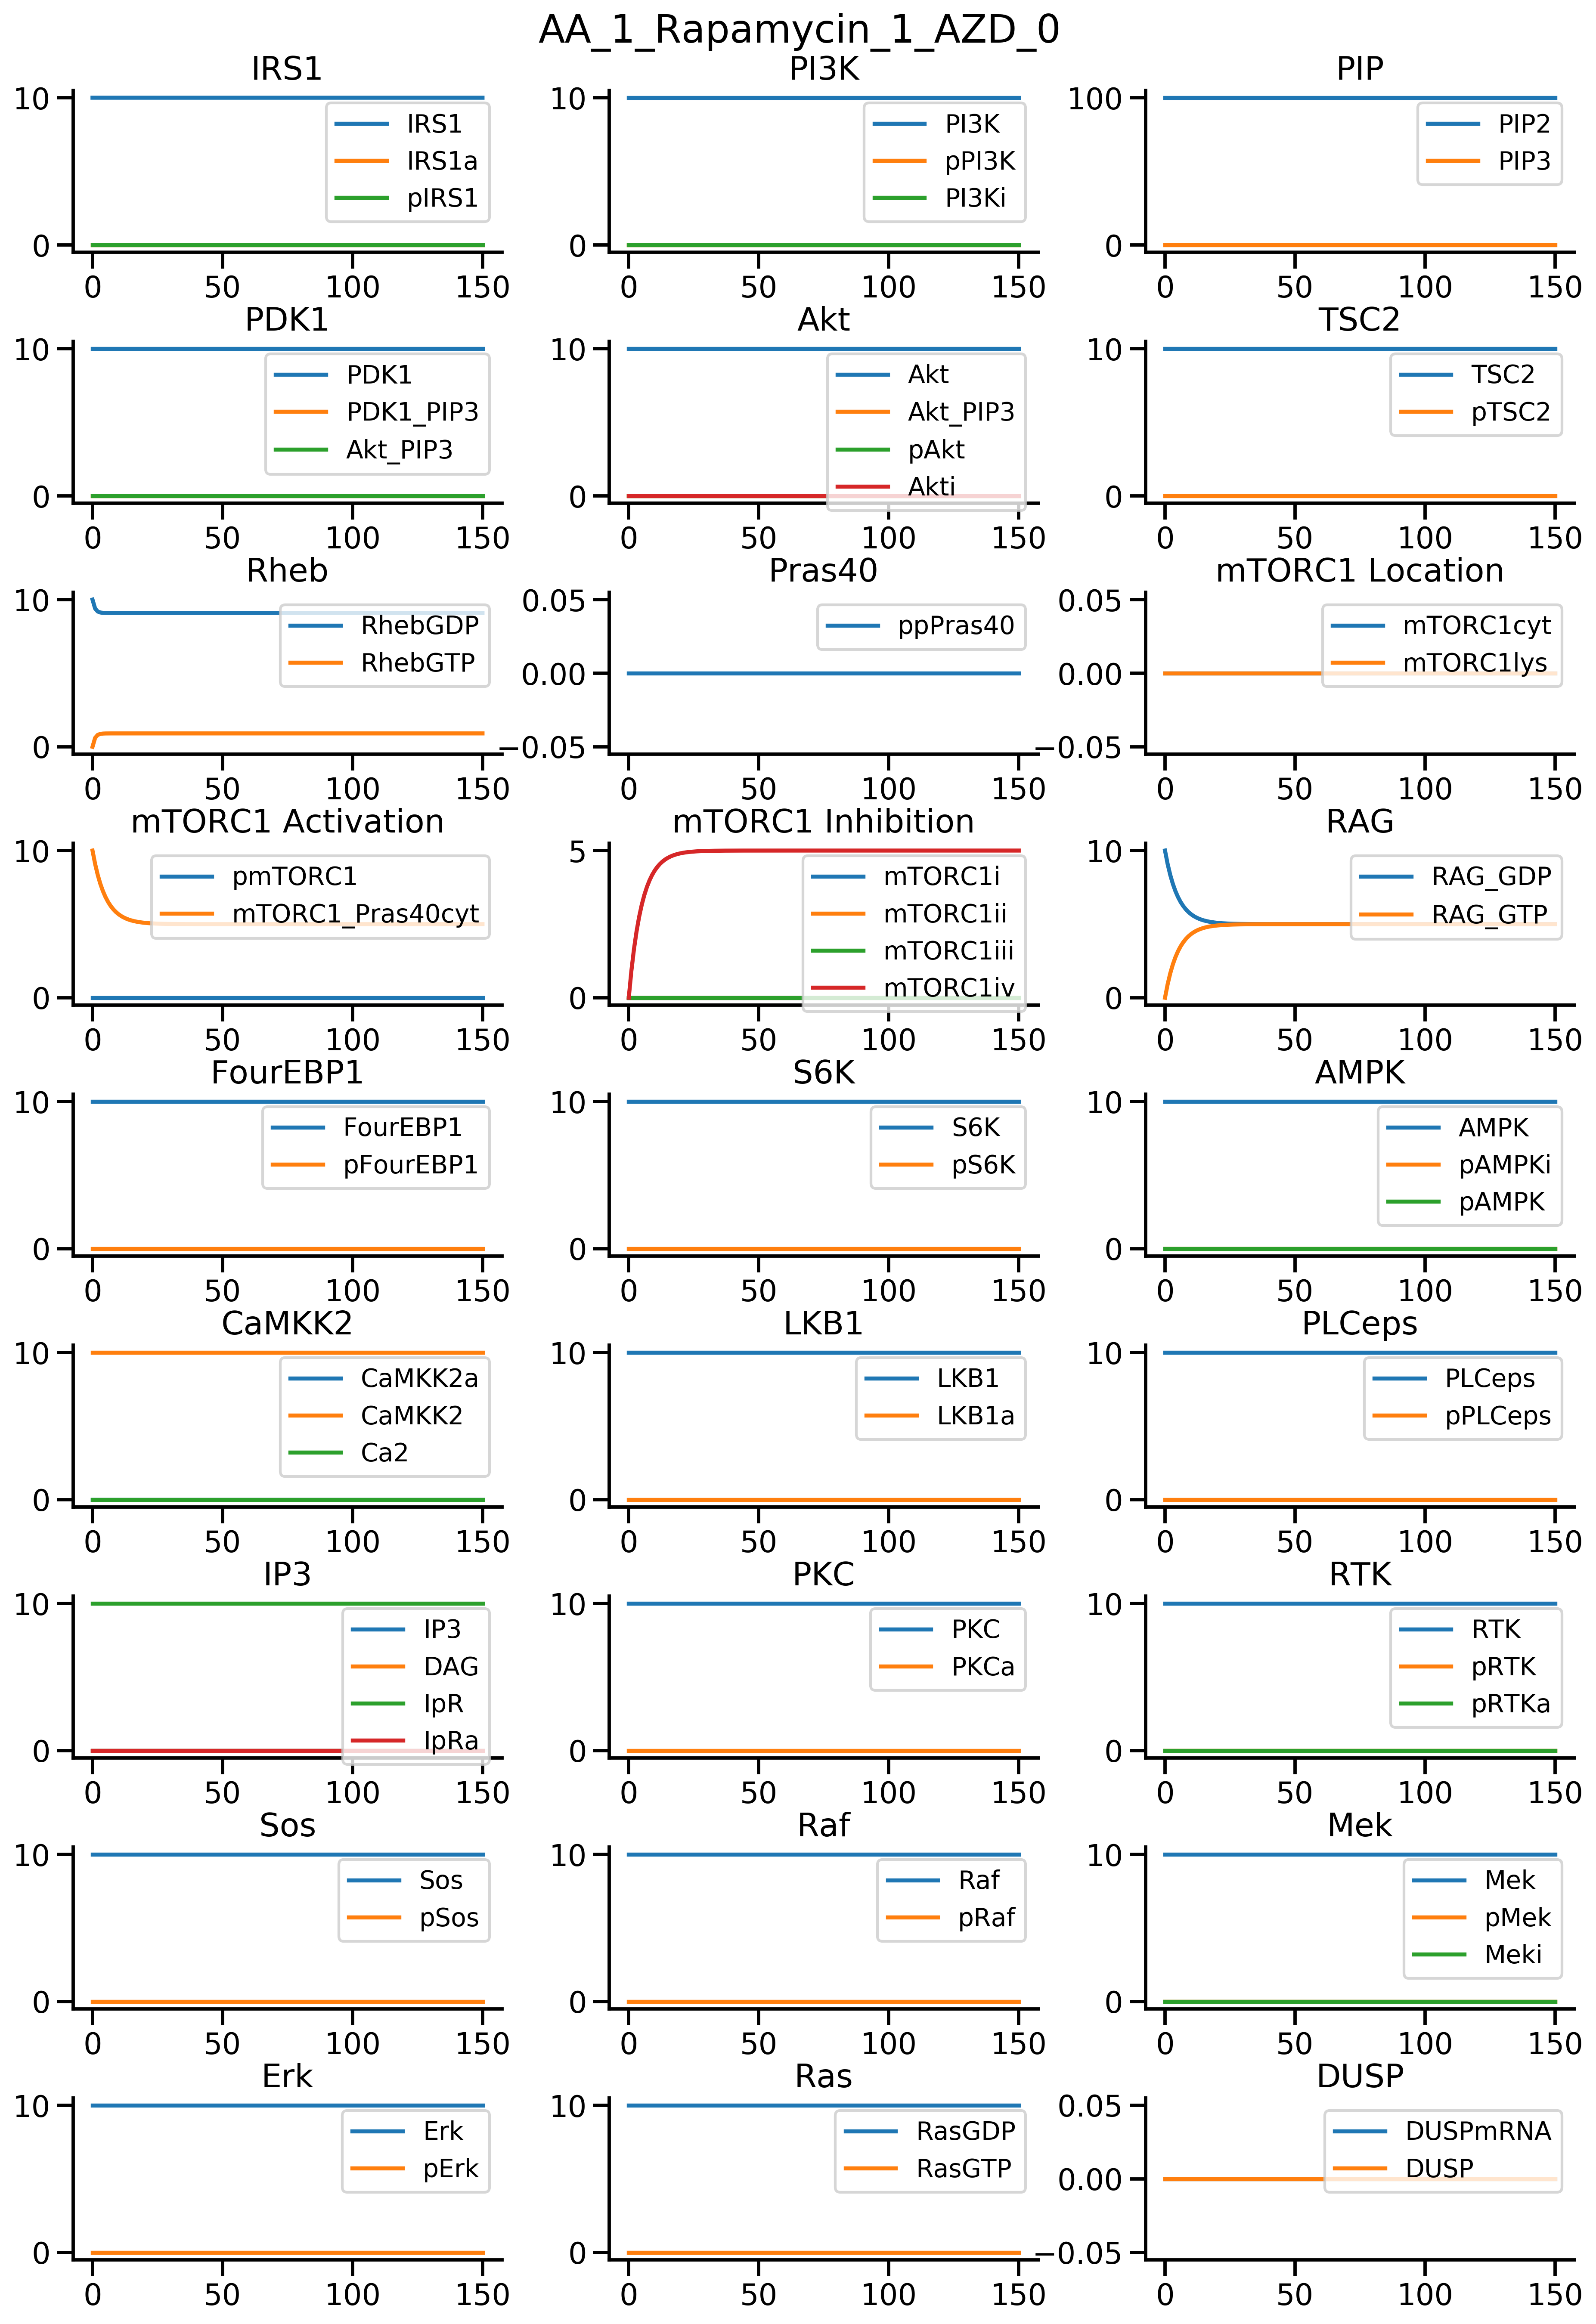 AA_1_Rapamycin_1_AZD_0
IRS1
PI3K
PIP
10
0
IRS1
IRS1a
pIRS1
0 50 100 150
10
0
PI3K
pPI3K
PI3Ki
0 50 100 150
100
0
PIP2
PIP3
0 50 100 150
PDK1
Akt
TSC2
10
0
PDK1
PDK1_PIP3
Akt_PIP3
0 50 100 150
10
0
Akt
Akt_PIP3
pAkt
Akti
0 50 100 150
10
0
TSC2
pTSC2
0 50 100 150
Rheb
Pras40
mTORC1 Location
10
0
RhebGDP
RhebGTP
0 50 100 150
0.05
0.00
−0.05
ppPras40
0 50 100 150
0.05
0.00
−0.05
mTORC1cyt
mTORC1lys
0 50 100 150
mTORC1 Activation
mTORC1 Inhibition
RAG
10
0
pmTORC1
mTORC1_Pras40cyt
0 50 100 150
5
0
mTORC1i
mTORC1ii
mTORC1iii
mTORC1iv
0 50 100 150
10
0
RAG_GDP
RAG_GTP
0 50 100 150
FourEBP1
S6K
AMPK
10
0
FourEBP1
pFourEBP1
0 50 100 150
10
0
S6K
pS6K
0 50 100 150
10
0
AMPK
pAMPKi
pAMPK
0 50 100 150
CaMKK2
LKB1
PLCeps
10
0
CaMKK2a
CaMKK2
Ca2
0 50 100 150
10
0
LKB1
LKB1a
0 50 100 150
10
0
PLCeps
pPLCeps
0 50 100 150
IP3
PKC
RTK
10
0
IP3
DAG
IpR
IpRa
0 50 100 150
10
0
PKC
PKCa
0 50 100 150
10
0
RTK
pRTK
pRTKa
0 50 100 150
Sos
Raf
Mek
10
0
Sos
pSos
0 50 100 150
10
0
Raf
pRaf
0 50 100 150
10
0
Mek
pMek
Meki
0 50 100 150
Erk
Ras
DUSP
10
0
Erk
pErk
0 50 100 150
10
0
RasGDP
RasGTP
0 50 100 150
0.05
0.00
−0.05
DUSPmRNA
DUSP
0 50 100 150